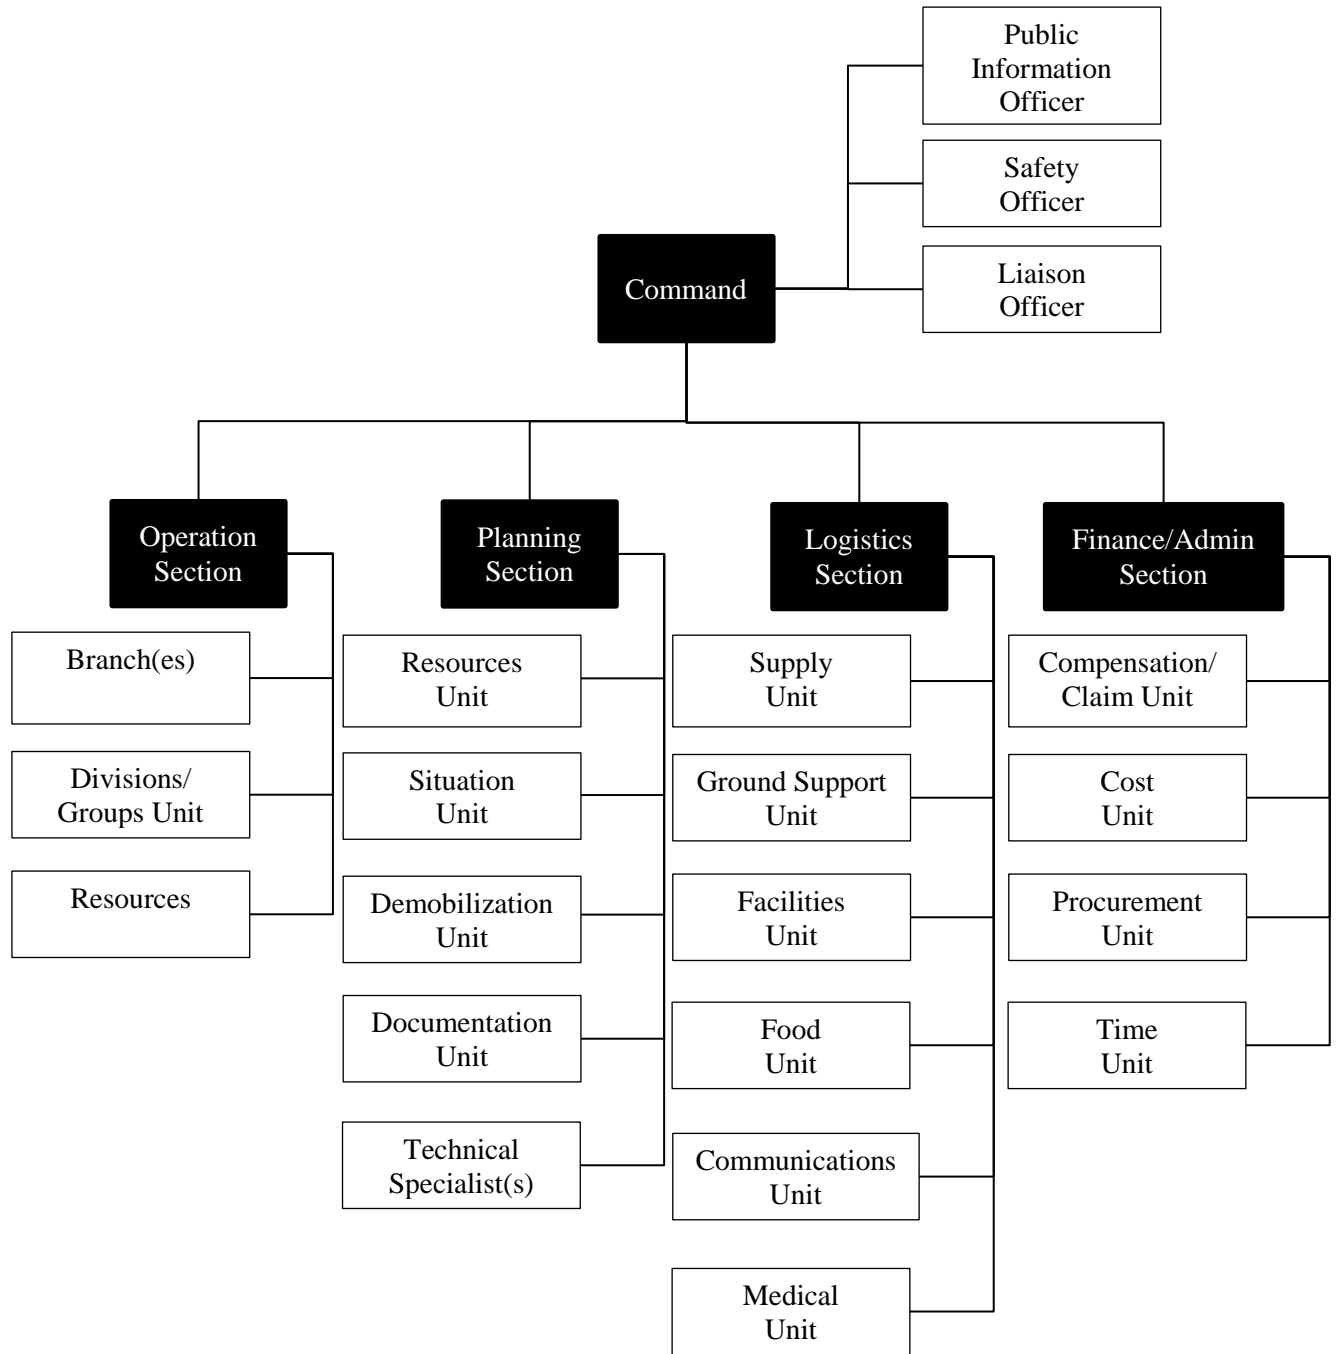 Public
Information
Officer
Safety
Officer
Command
Liaison
Officer
Operation
Section
Planning
Section
Logistics
Section
Finance/Admin
Section
Branch(es)
Divisions/
Groups Unit
Resources
Resources
Unit
Situation
Unit
Demobilization
Unit
Documentation
Unit
Technical
Specialist(s)
Supply
Unit
Ground Support
Unit
Facilities
Unit
Food
Unit
Communications
Unit
Medical
Unit
Compensation/
Claim Unit
Cost
Unit
Procurement
Unit
Time
Unit